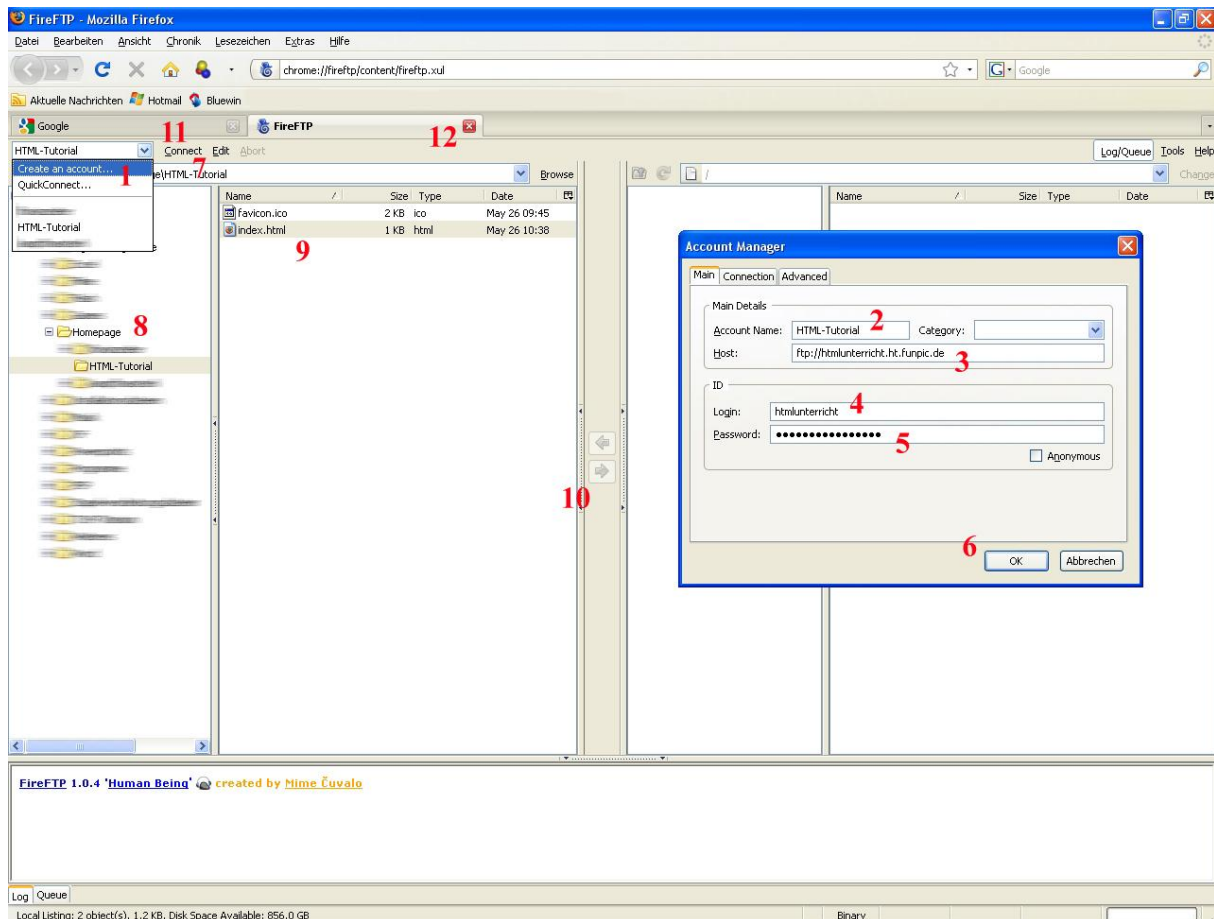 FireFTP - Mozilla Firefox
Datei Bearbeiten Ansicht Chronik Lesezeichen Extras Hilfe
chrome://fireftp/content/fireftp.xul
Google
Aktuelle Nachrichten Hotmail Bluewin
Google
FireFTP
11
12
HTML-Tutorial
Connect Edit Abort
Log/Queue Tools Help
7
Create an account...
1
QuickConnect...
HTML-Tutorial
\HTML-Tutorial
Browse
/
Change
Name Size Type Date
favicon.ico 2 KB ico May 26 09:45
index.html 1 KB html May 26 10:38
9
Name Size Type Date
Homepage
8
HTML-Tutorial
10
Account Manager
Main Connection Advanced
Main Details
Account Name: HTML-Tutorial 2 Category:
Host: ftp://htmlunterricht.ht.funpic.de 3
ID
Login: htmlunterricht 4
Password: •••••••••••••••• 5
Anonymous
6
OK Abbrechen
FireFTP 1.0.4 'Human Being' created by Mime Čuvalo
Log Queue
Local Listing: 2 object(s), 1.2 KB, Disk Space Available: 856.0 GB
Binary